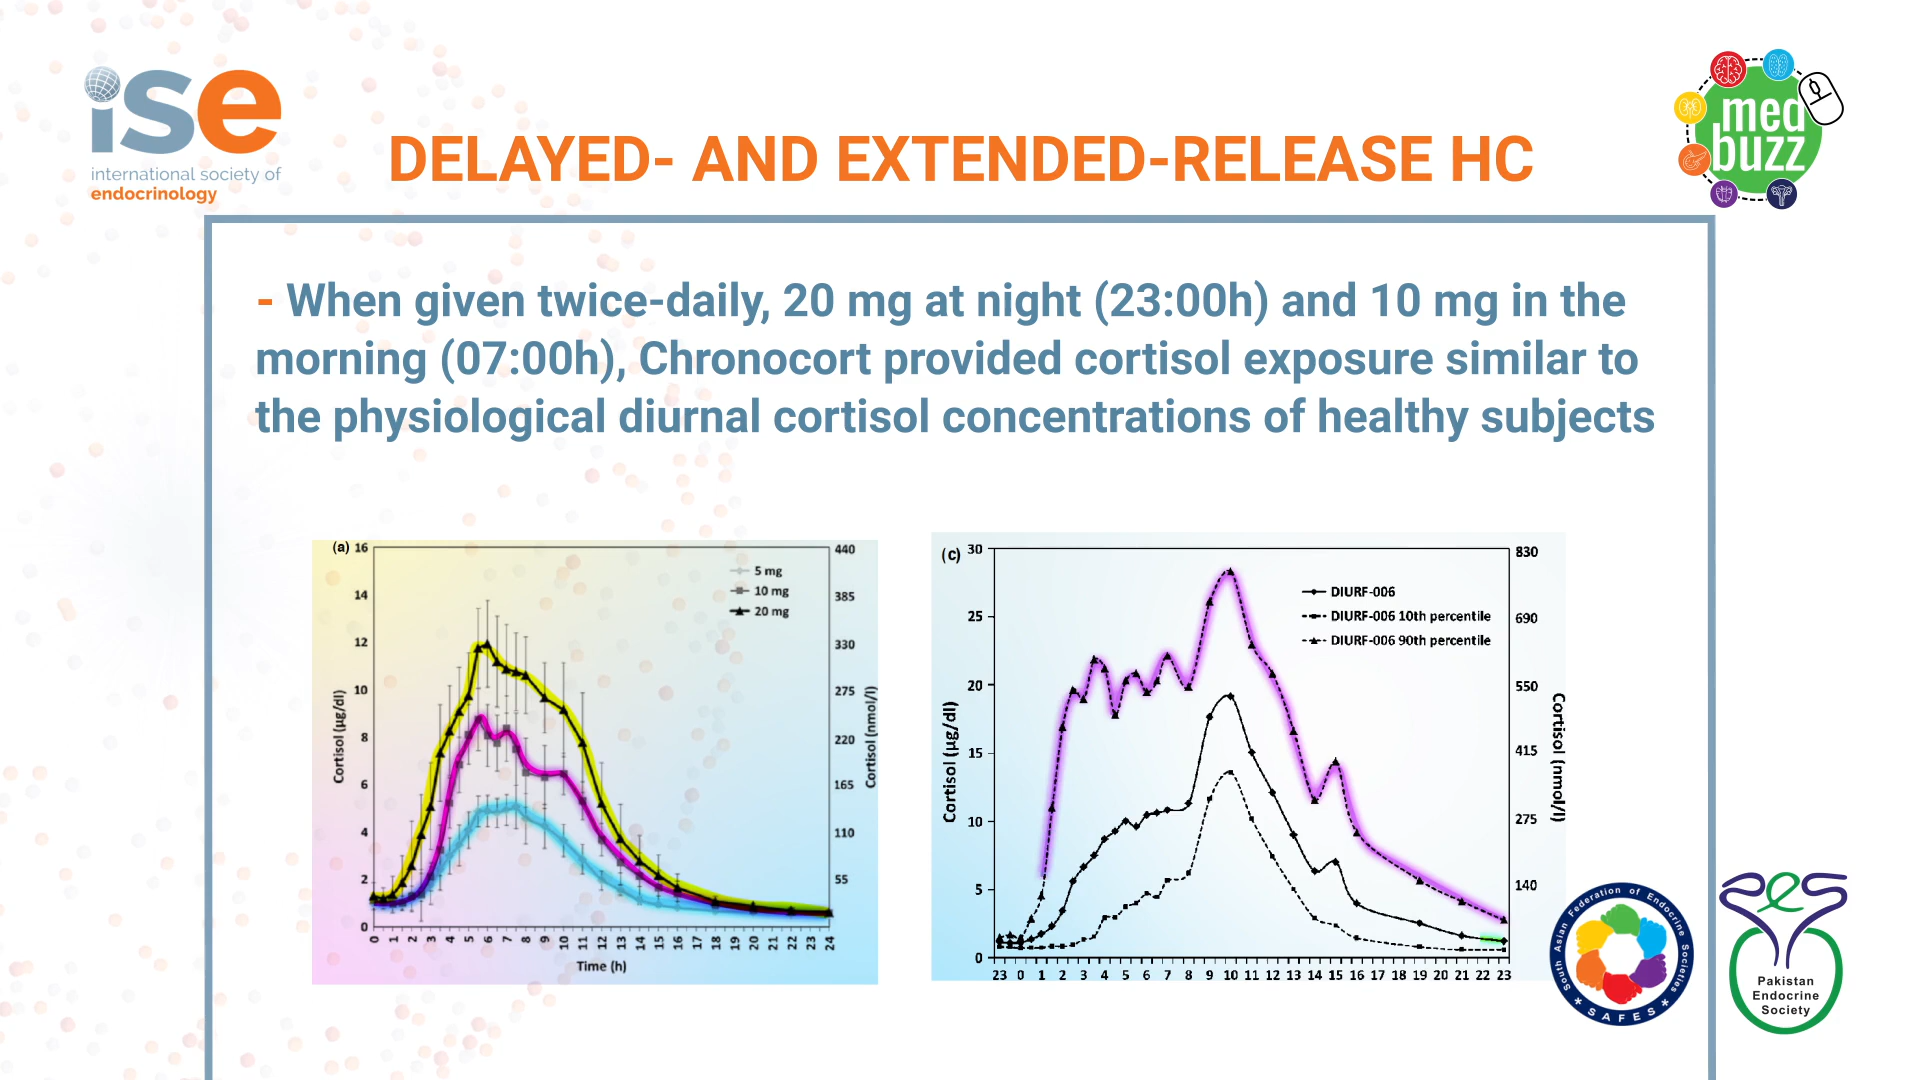 ise
international society of
endocrinology
DELAYED- AND EXTENDED-RELEASE HC
med
buzz
- When given twice-daily, 20 mg at night (23:00h) and 10 mg in the
morning (07:00h), Chronocort provided cortisol exposure similar to
the physiological diurnal cortisol concentrations of healthy subjects
(a)
16
14
12
10
8
6
4
2
0
Cortisol (µg/dl)
5 mg
10 mg
20 mg
440
385
330
275
220
165
110
55
Cortisol (nmol/l)
0 1 2 3 4 5 6 7 8 9 10 11 12 13 14 15 16 17 18 19 20 21 22 23 24
Time (h)
(c)
30
25
20
15
10
5
0
Cortisol (µg/dl)
DIURF-006
DIURF-006 10th percentile
DIURF-006 90th percentile
830
690
550
415
275
140
Cortisol (nmol/l)
23 0 1 2 3 4 5 6 7 8 9 10 11 12 13 14 15 16 17 18 19 20 21 22 23
South Asian Federation of Endocrine Societies
SAFES
PES
Pakistan
Endocrine
Society